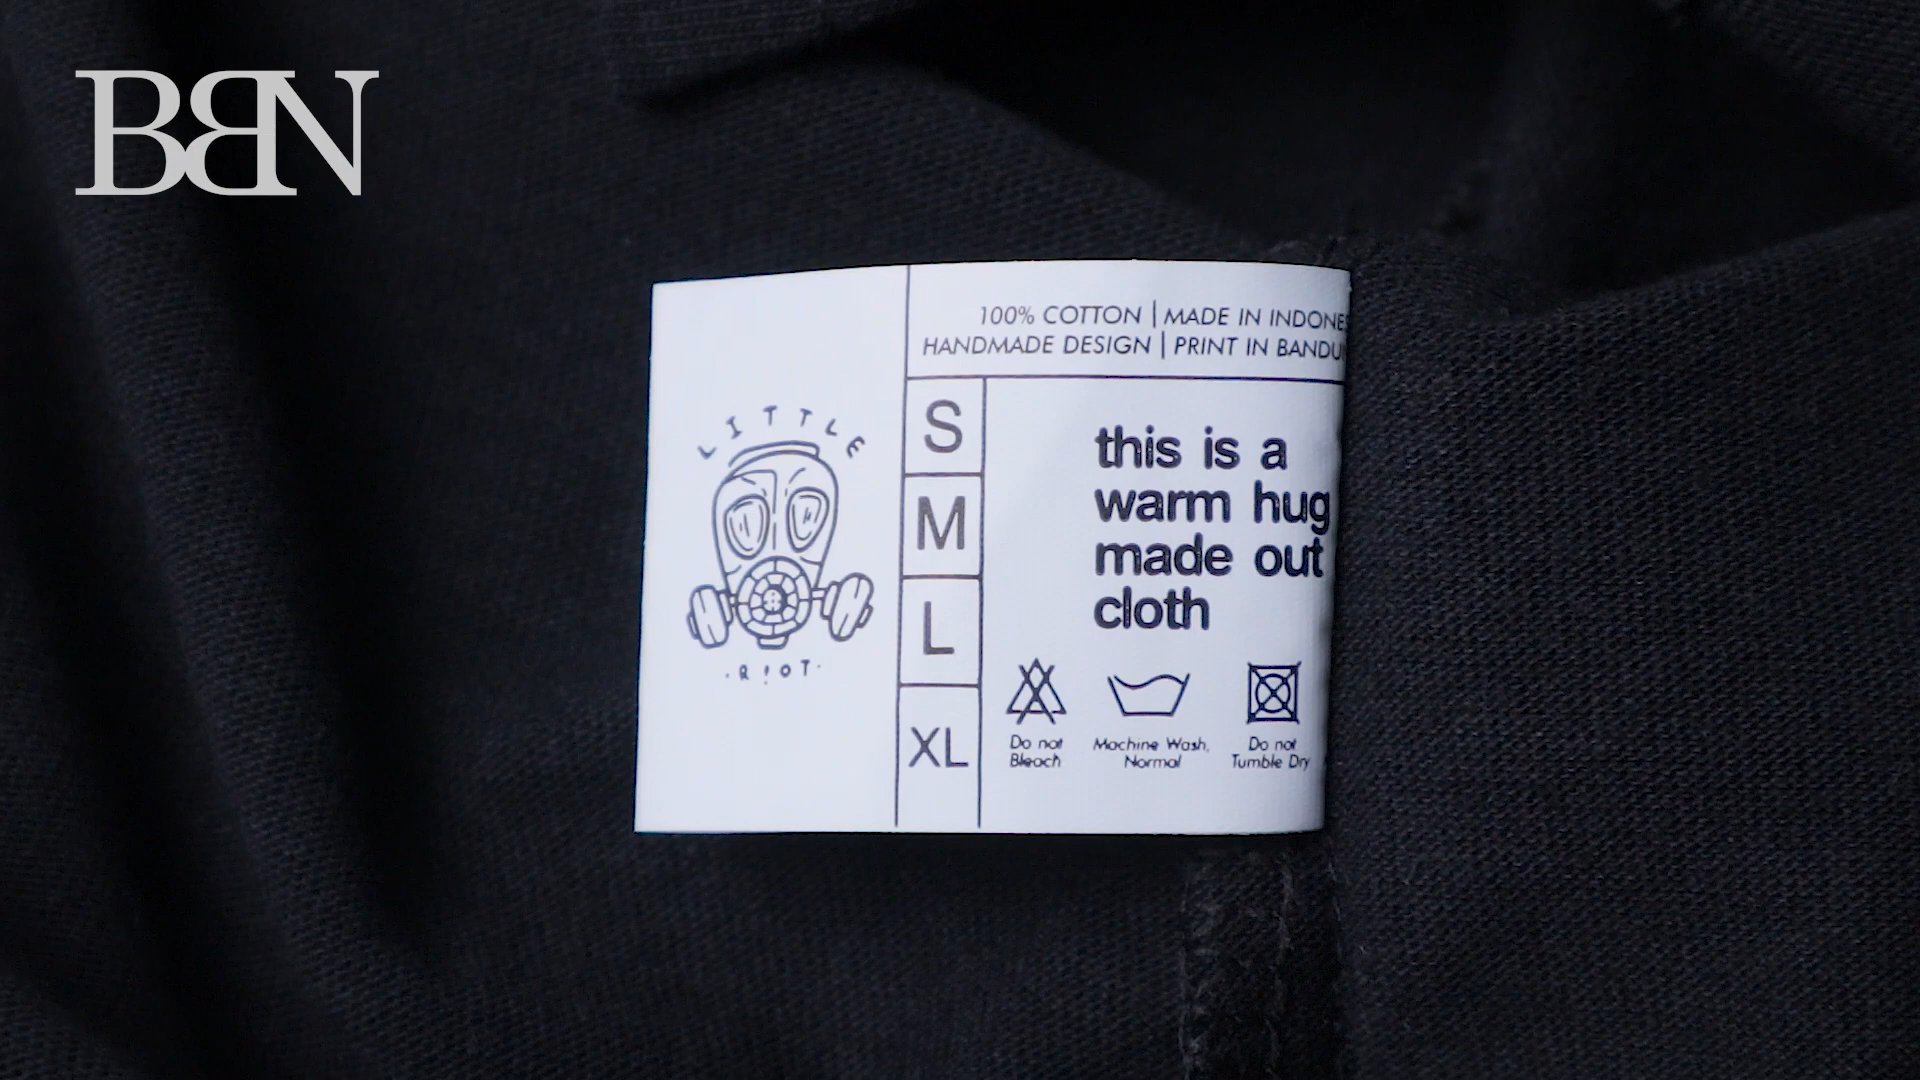 BBN
100% COTTON | MADE IN INDONES
HANDMADE DESIGN | PRINT IN BANDU
LITTLE
·R!OT·
S
M
L
XL
this is a
warm hug
made out
cloth
Do not
Bleach
Machine Wash,
Normal
Do not
Tumble Dry